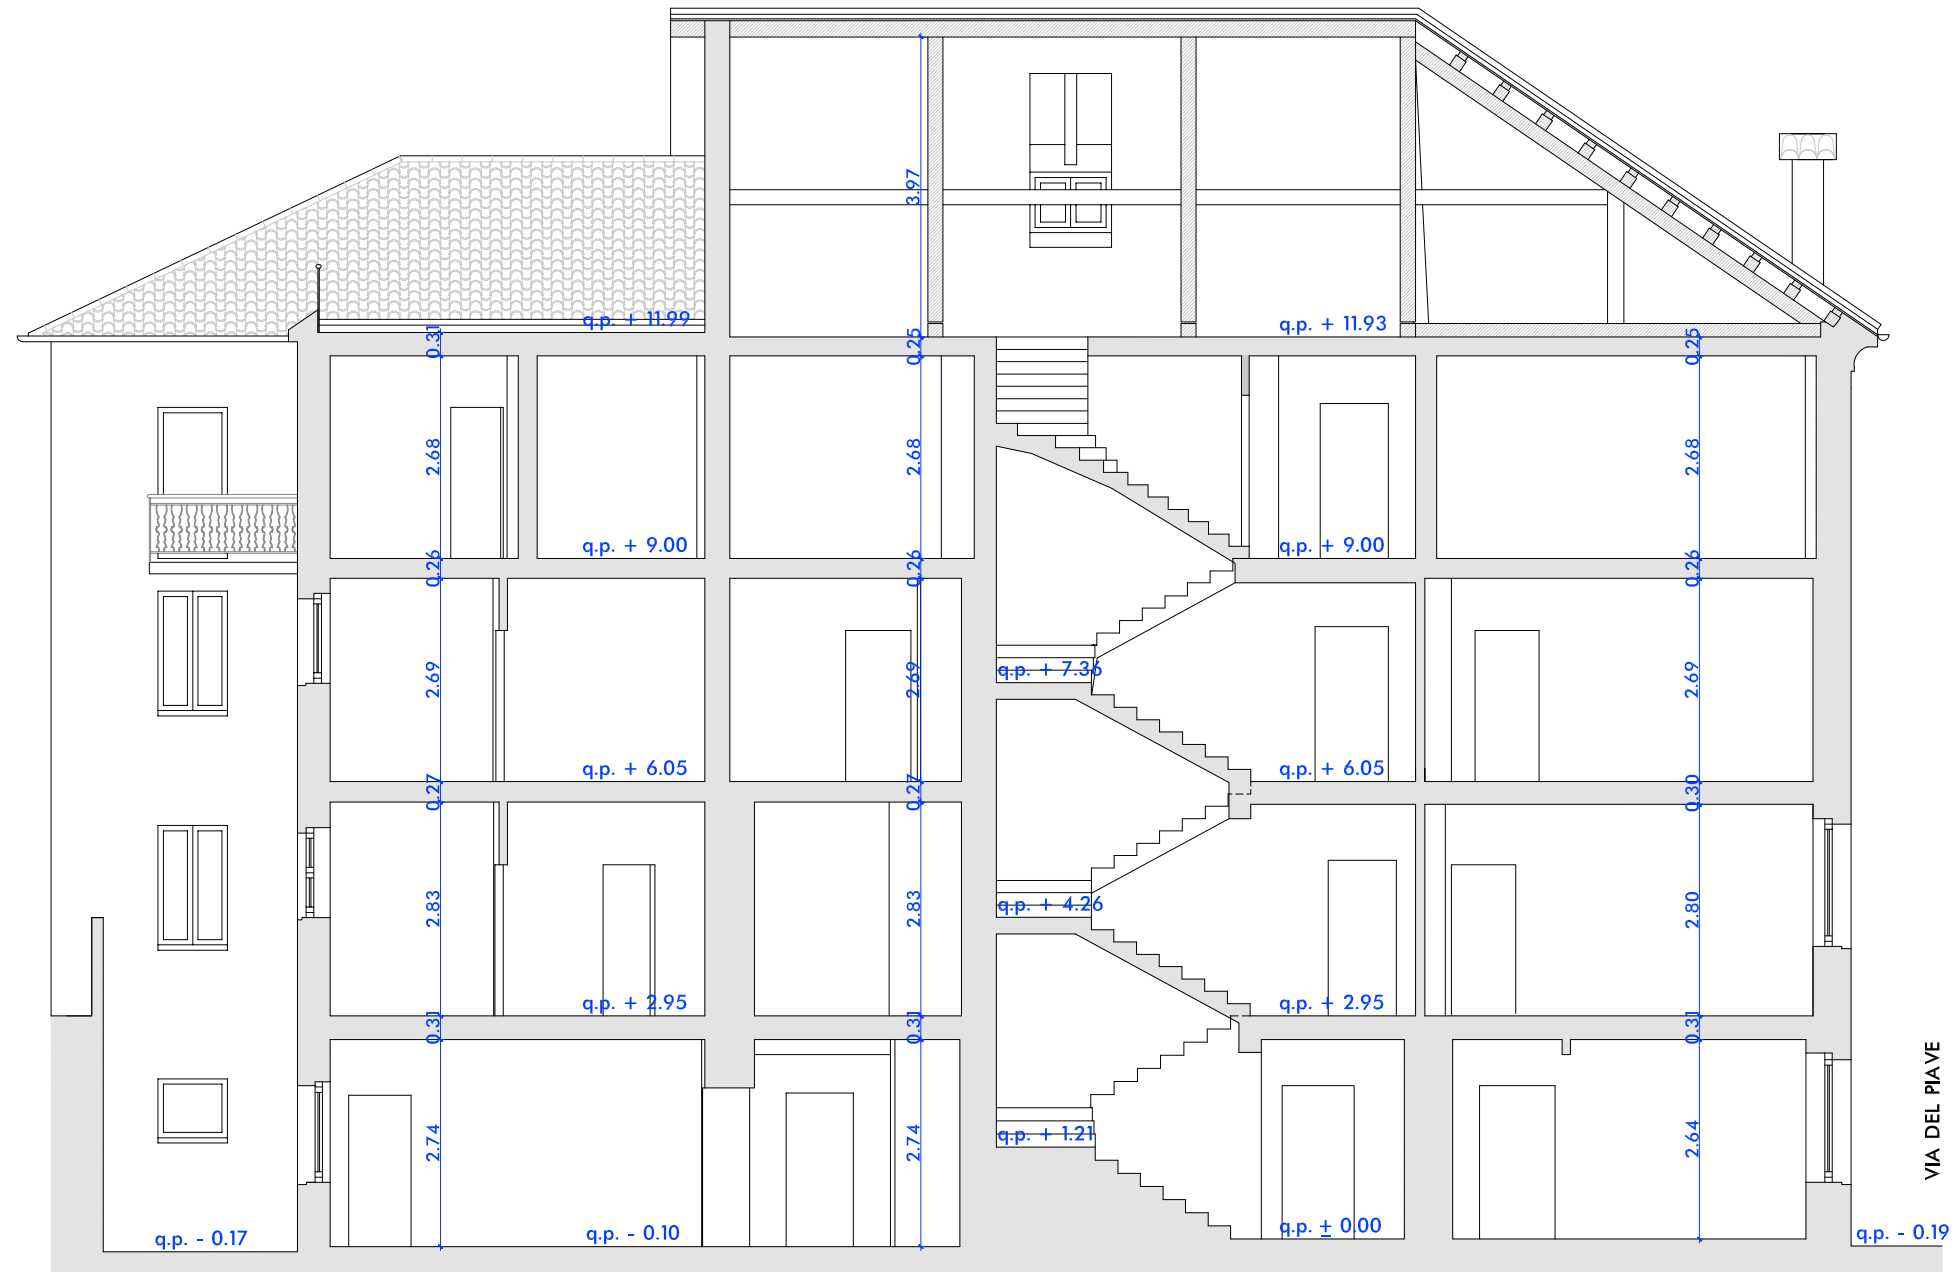 3.97
q.p. + 11.99
q.p. + 11.93
0.31
0.25
0.25
2.68
2.68
2.68
q.p. + 9.00
q.p. + 9.00
0.26
0.26
0.26
q.p. + 7.36
2.69
2.69
2.69
q.p. + 6.05
q.p. + 6.05
0.27
0.27
0.30
q.p. + 4.26
2.83
2.83
2.80
q.p. + 2.95
q.p. + 2.95
0.31
0.31
0.31
q.p. + 1.21
2.74
2.74
2.64
VIA DEL PIAVE
q.p. - 0.17
q.p. - 0.10
q.p. ± 0.00
q.p. - 0.19